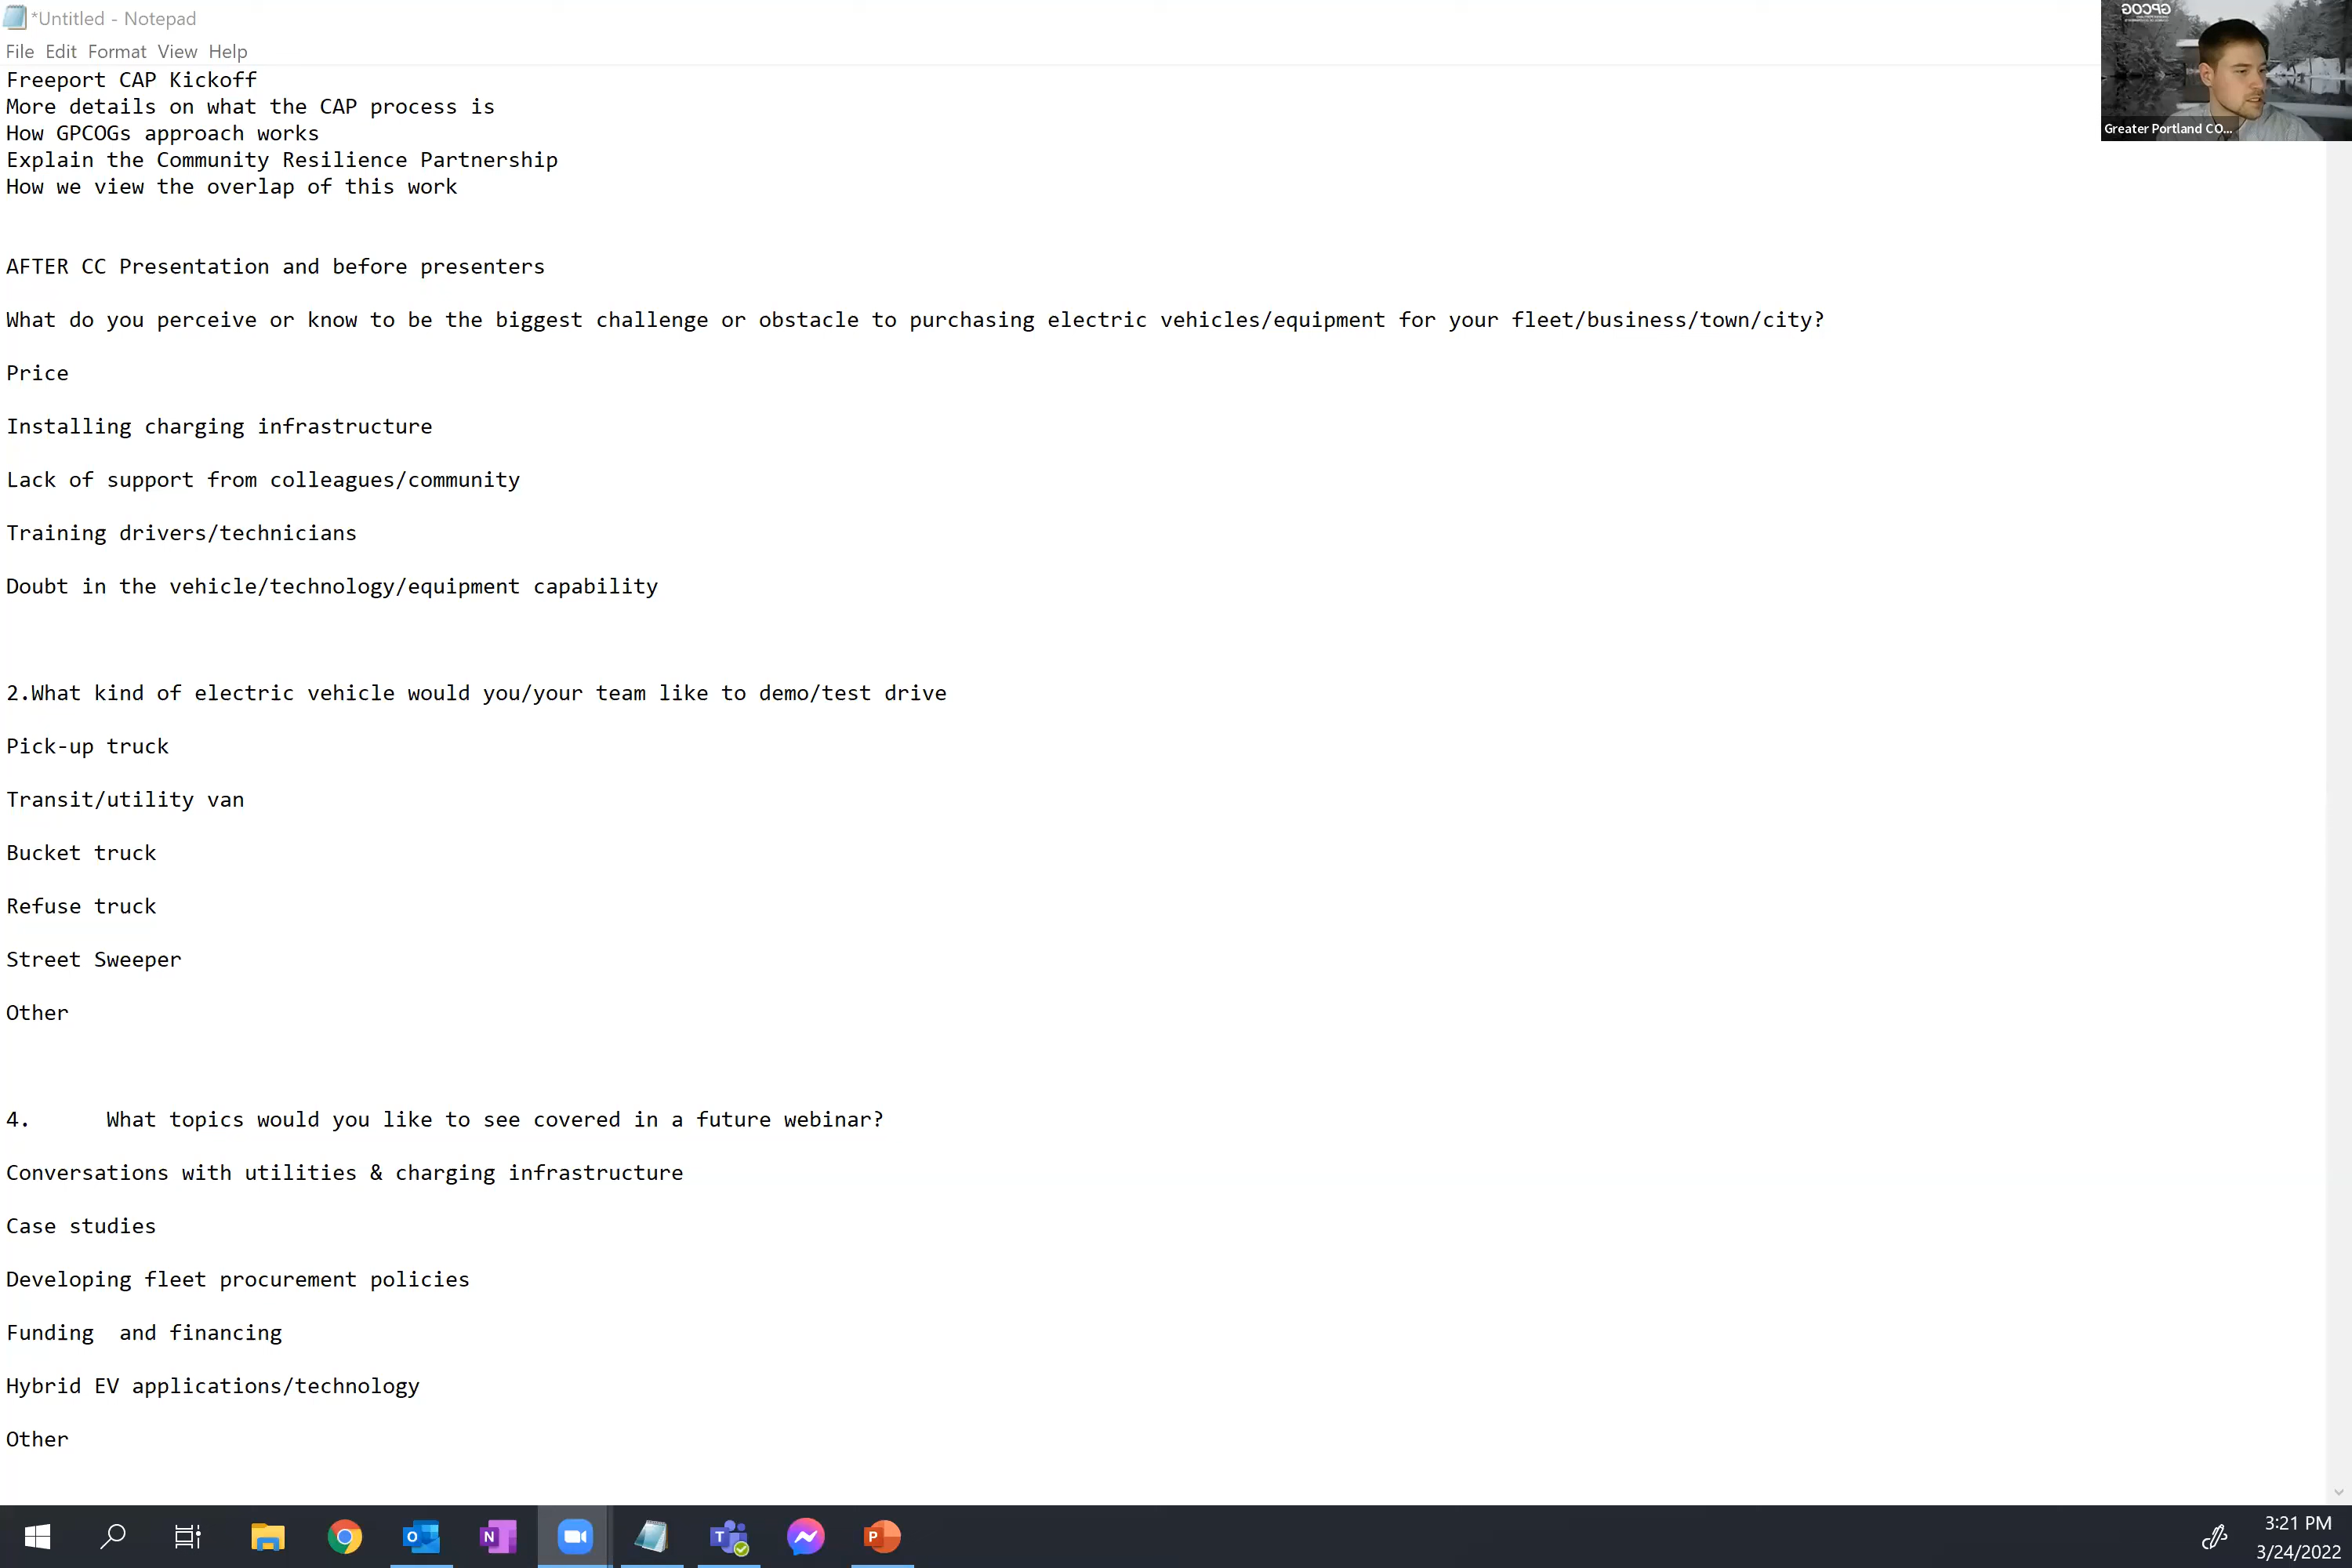 *Untitled - Notepad
File Edit Format View Help
Freeport CAP Kickoff
More details on what the CAP process is
How GPCOGs approach works
Explain the Community Resilience Partnership
How we view the overlap of this work
AFTER CC Presentation and before presenters
What do you perceive or know to be the biggest challenge or obstacle to purchasing electric vehicles/equipment for your fleet/business/town/city?
Price
Installing charging infrastructure
Lack of support from colleagues/community
Training drivers/technicians
Doubt in the vehicle/technology/equipment capability
2.What kind of electric vehicle would you/your team like to demo/test drive
Pick-up truck
Transit/utility van
Bucket truck
Refuse truck
Street Sweeper
Other
4. What topics would you like to see covered in a future webinar?
Conversations with utilities & charging infrastructure
Case studies
Developing fleet procurement policies
Funding  and financing
Hybrid EV applications/technology
Other
GPCOG
Greater Portland CO...
3:21 PM
3/24/2022